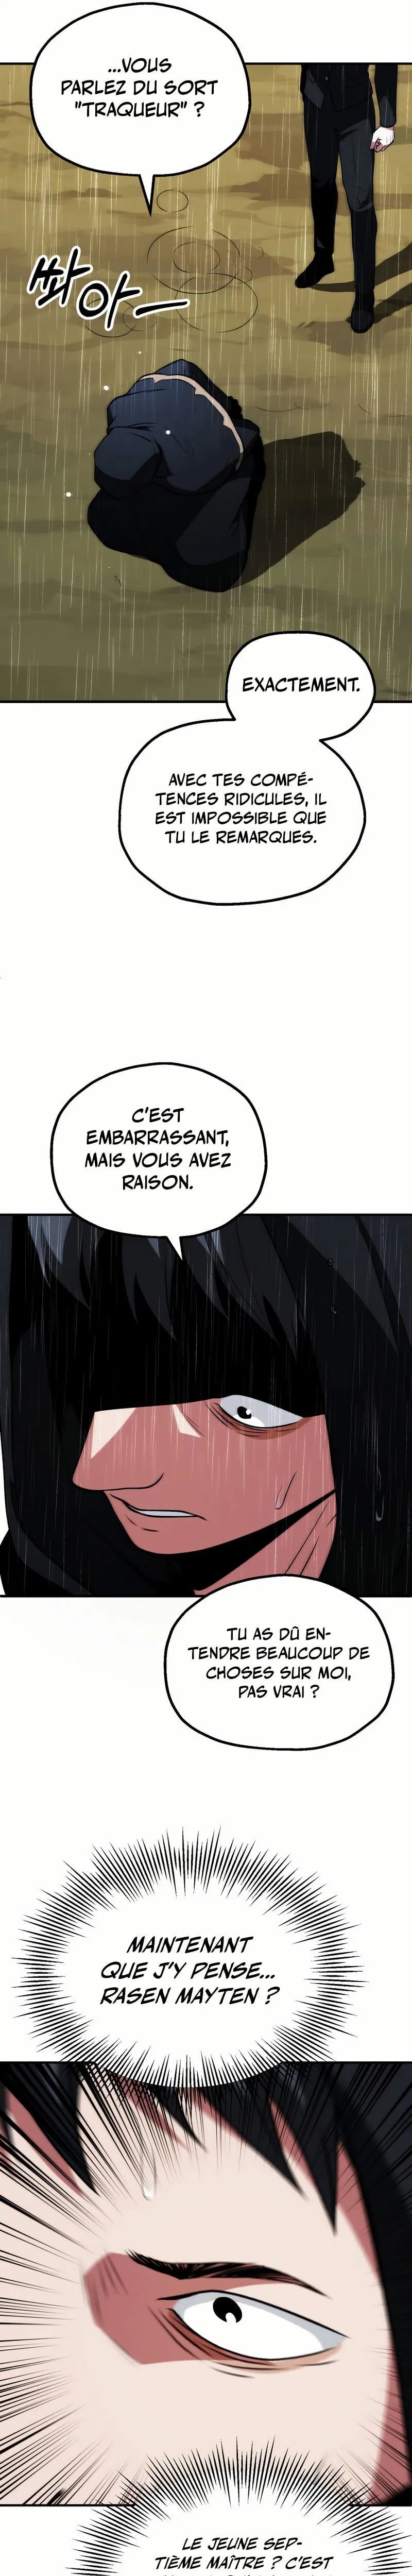 ...VOUS
PARLEZ DU SORT
"TRAQUEUR" ?
쏴아—
EXACTEMENT.
AVEC TES COMPÉ-
TENCES RIDICULES, IL
EST IMPOSSIBLE QUE
TU LE REMARQUES.
C'EST
EMBARRASSANT,
MAIS VOUS AVEZ
RAISON.
TU AS DÛ EN-
TENDRE BEAUCOUP DE
CHOSES SUR MOI,
PAS VRAI ?
MAINTENANT
QUE J'Y PENSE...
RASEN MAYTEN ?
LE JEUNE SEP-
TIÈME MAÎTRE ? C'EST